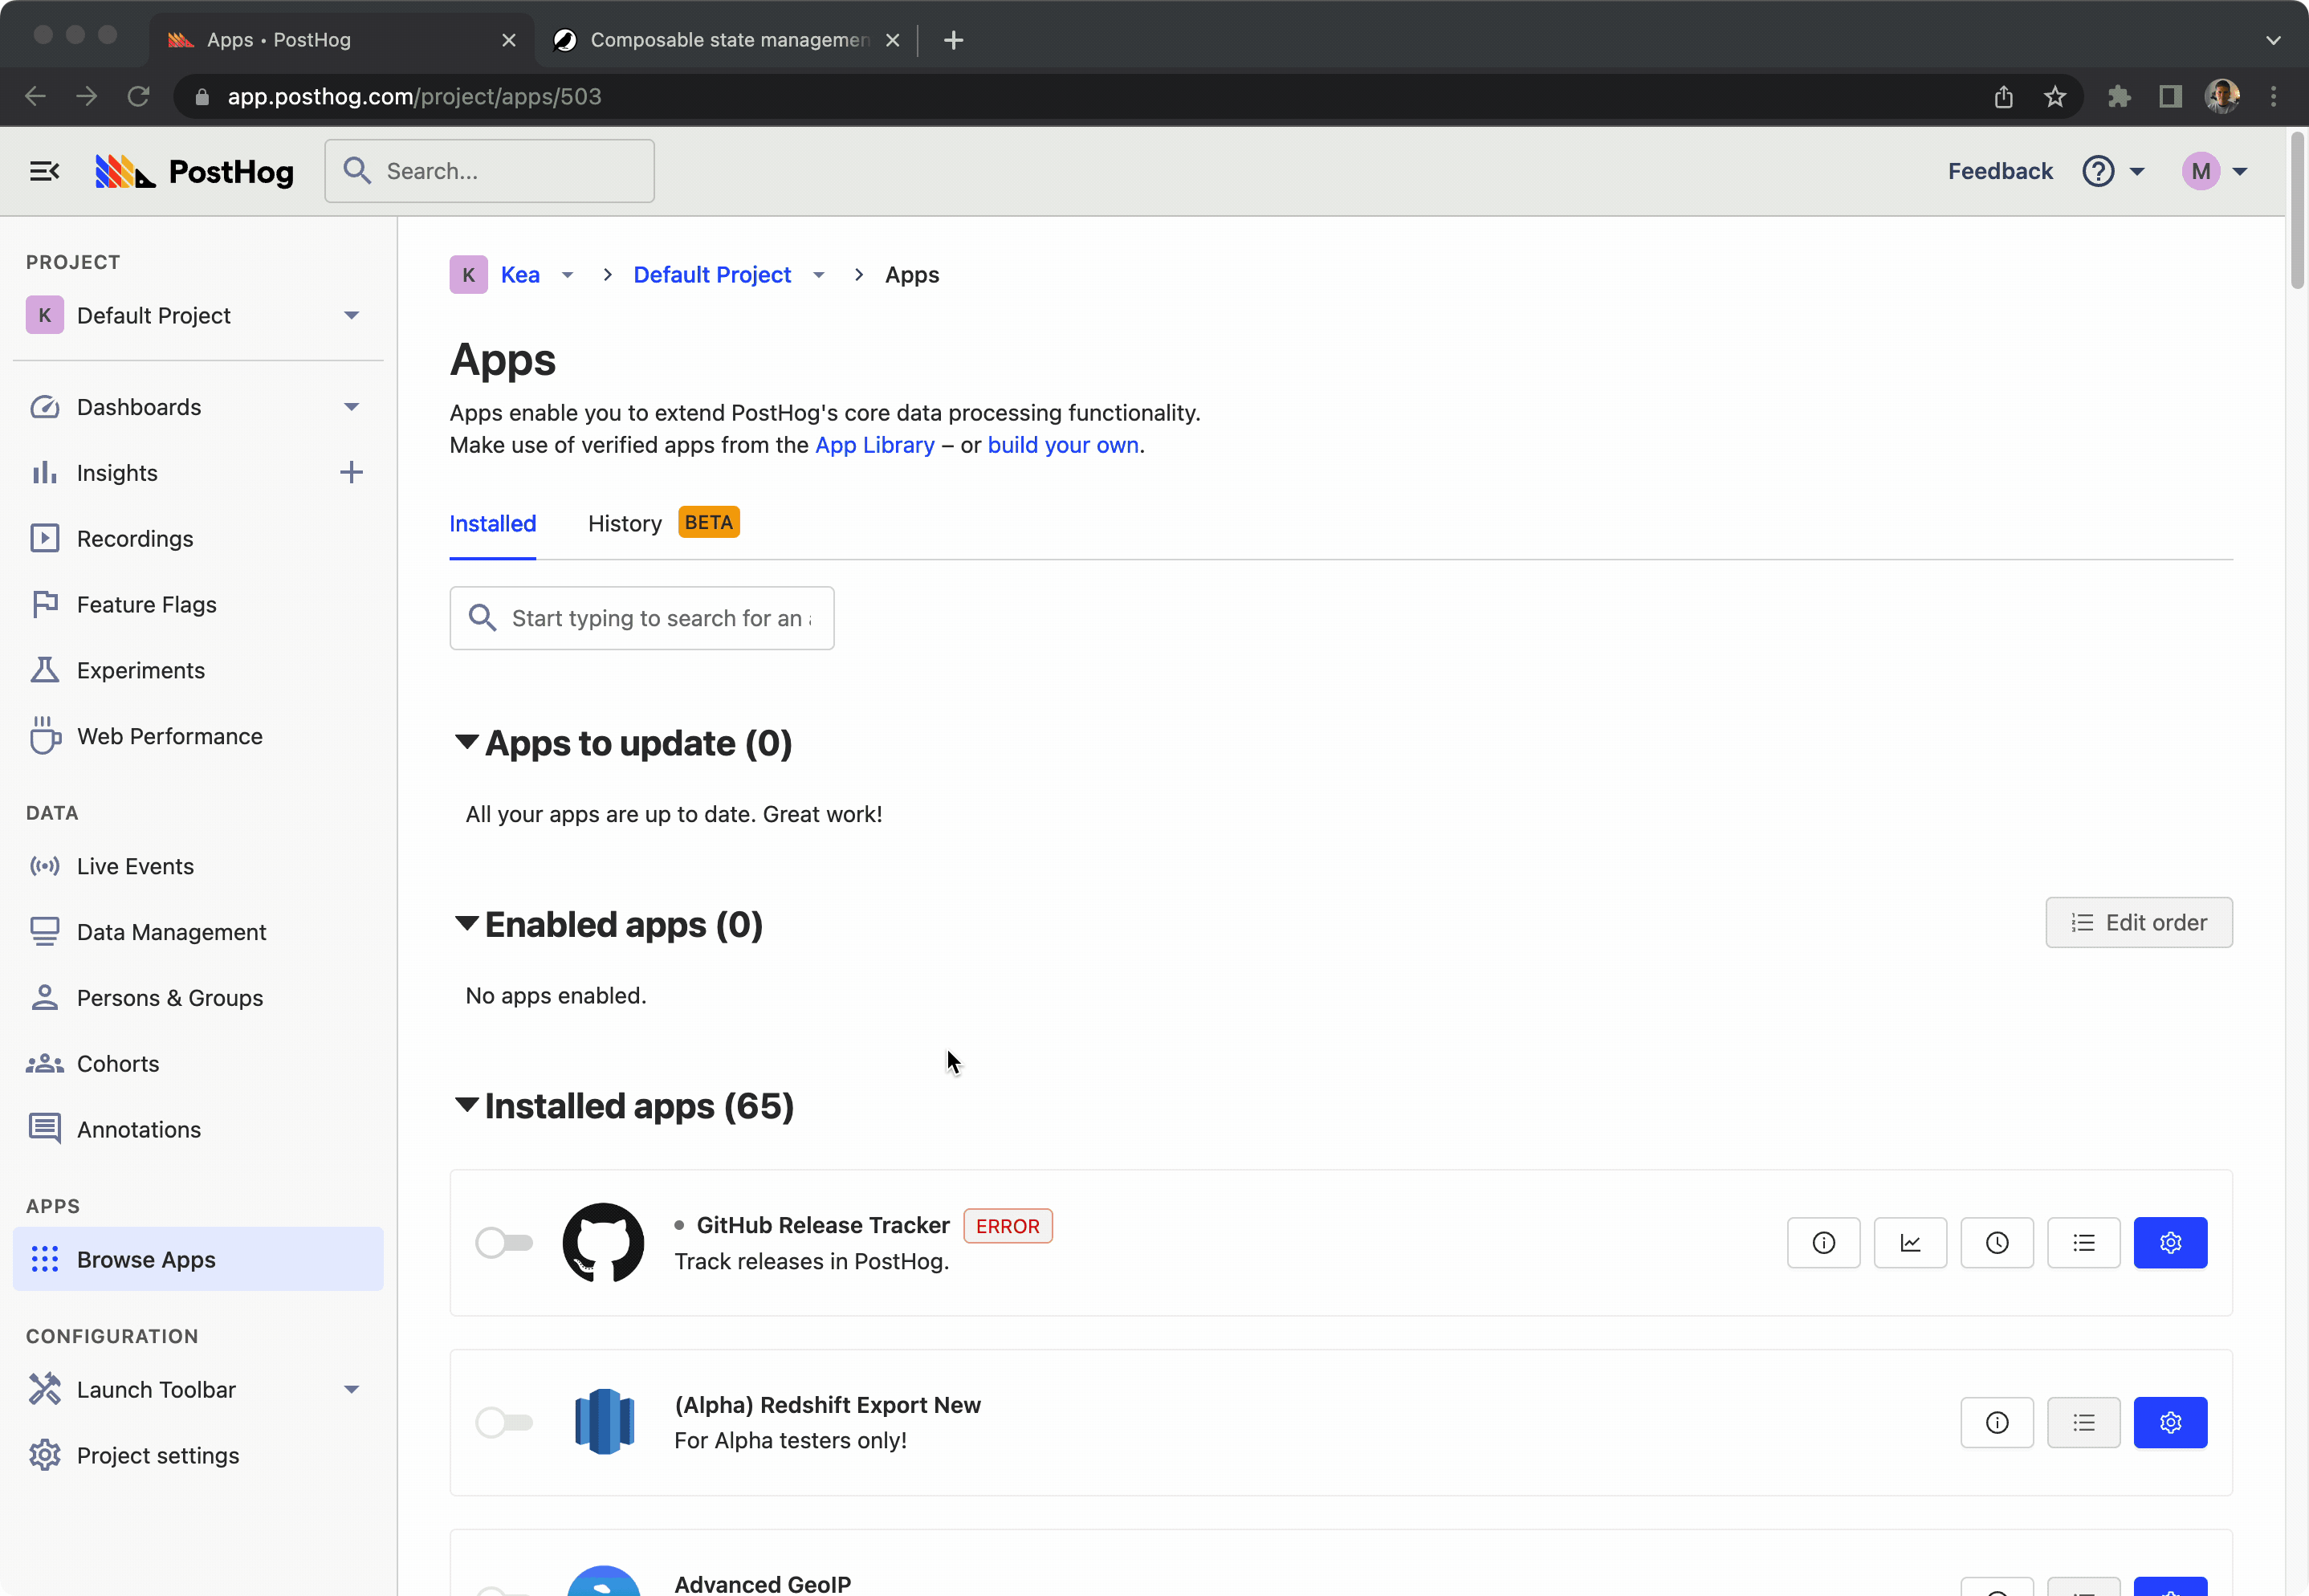 Apps • PostHog
Composable state managemen
app.posthog.com/project/apps/503
PostHog
Search...
Feedback
M
PROJECT
K
Default Project
Dashboards
Insights
Recordings
Feature Flags
Experiments
Web Performance
DATA
Live Events
Data Management
Persons & Groups
Cohorts
Annotations
APPS
Browse Apps
CONFIGURATION
Launch Toolbar
Project settings
K Kea > Default Project > Apps
Apps
Apps enable you to extend PostHog's core data processing functionality.
Make use of verified apps from the App Library – or build your own.
Installed
History BETA
Start typing to search for an
Apps to update (0)
All your apps are up to date. Great work!
Enabled apps (0)
Edit order
No apps enabled.
Installed apps (65)
GitHub Release Tracker ERROR
Track releases in PostHog.
(Alpha) Redshift Export New
For Alpha testers only!
Advanced GeoIP